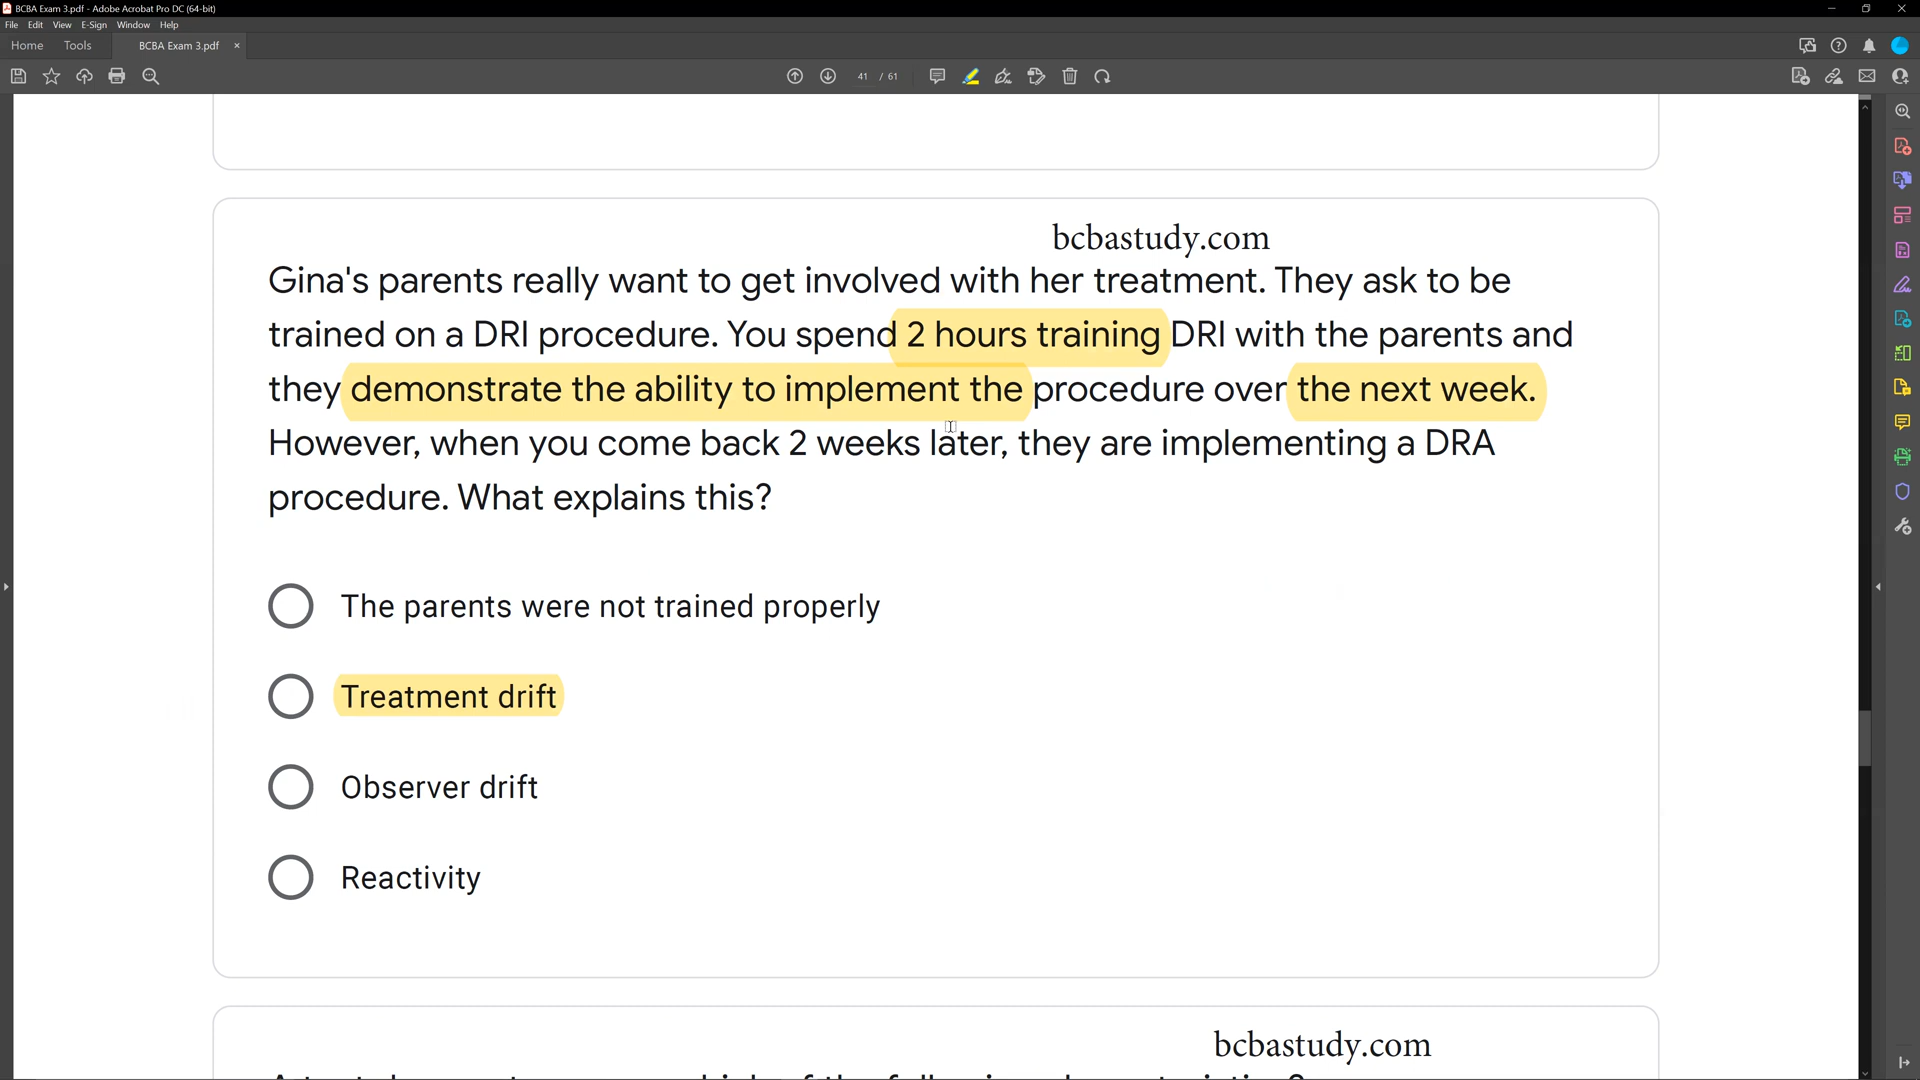 BCBA Exam 3.pdf - Adobe Acrobat Pro DC (64-bit)
File Edit View E-Sign Window Help
Home Tools BCBA Exam 3.pdf ×
41 / 61
bcbastudy.com
Gina's parents really want to get involved with her treatment. They ask to be
trained on a DRI procedure. You spend 2 hours training DRI with the parents and
they demonstrate the ability to implement the procedure over the next week.
However, when you come back 2 weeks later, they are implementing a DRA
procedure. What explains this?
The parents were not trained properly
Treatment drift
Observer drift
Reactivity
bcbastudy.com